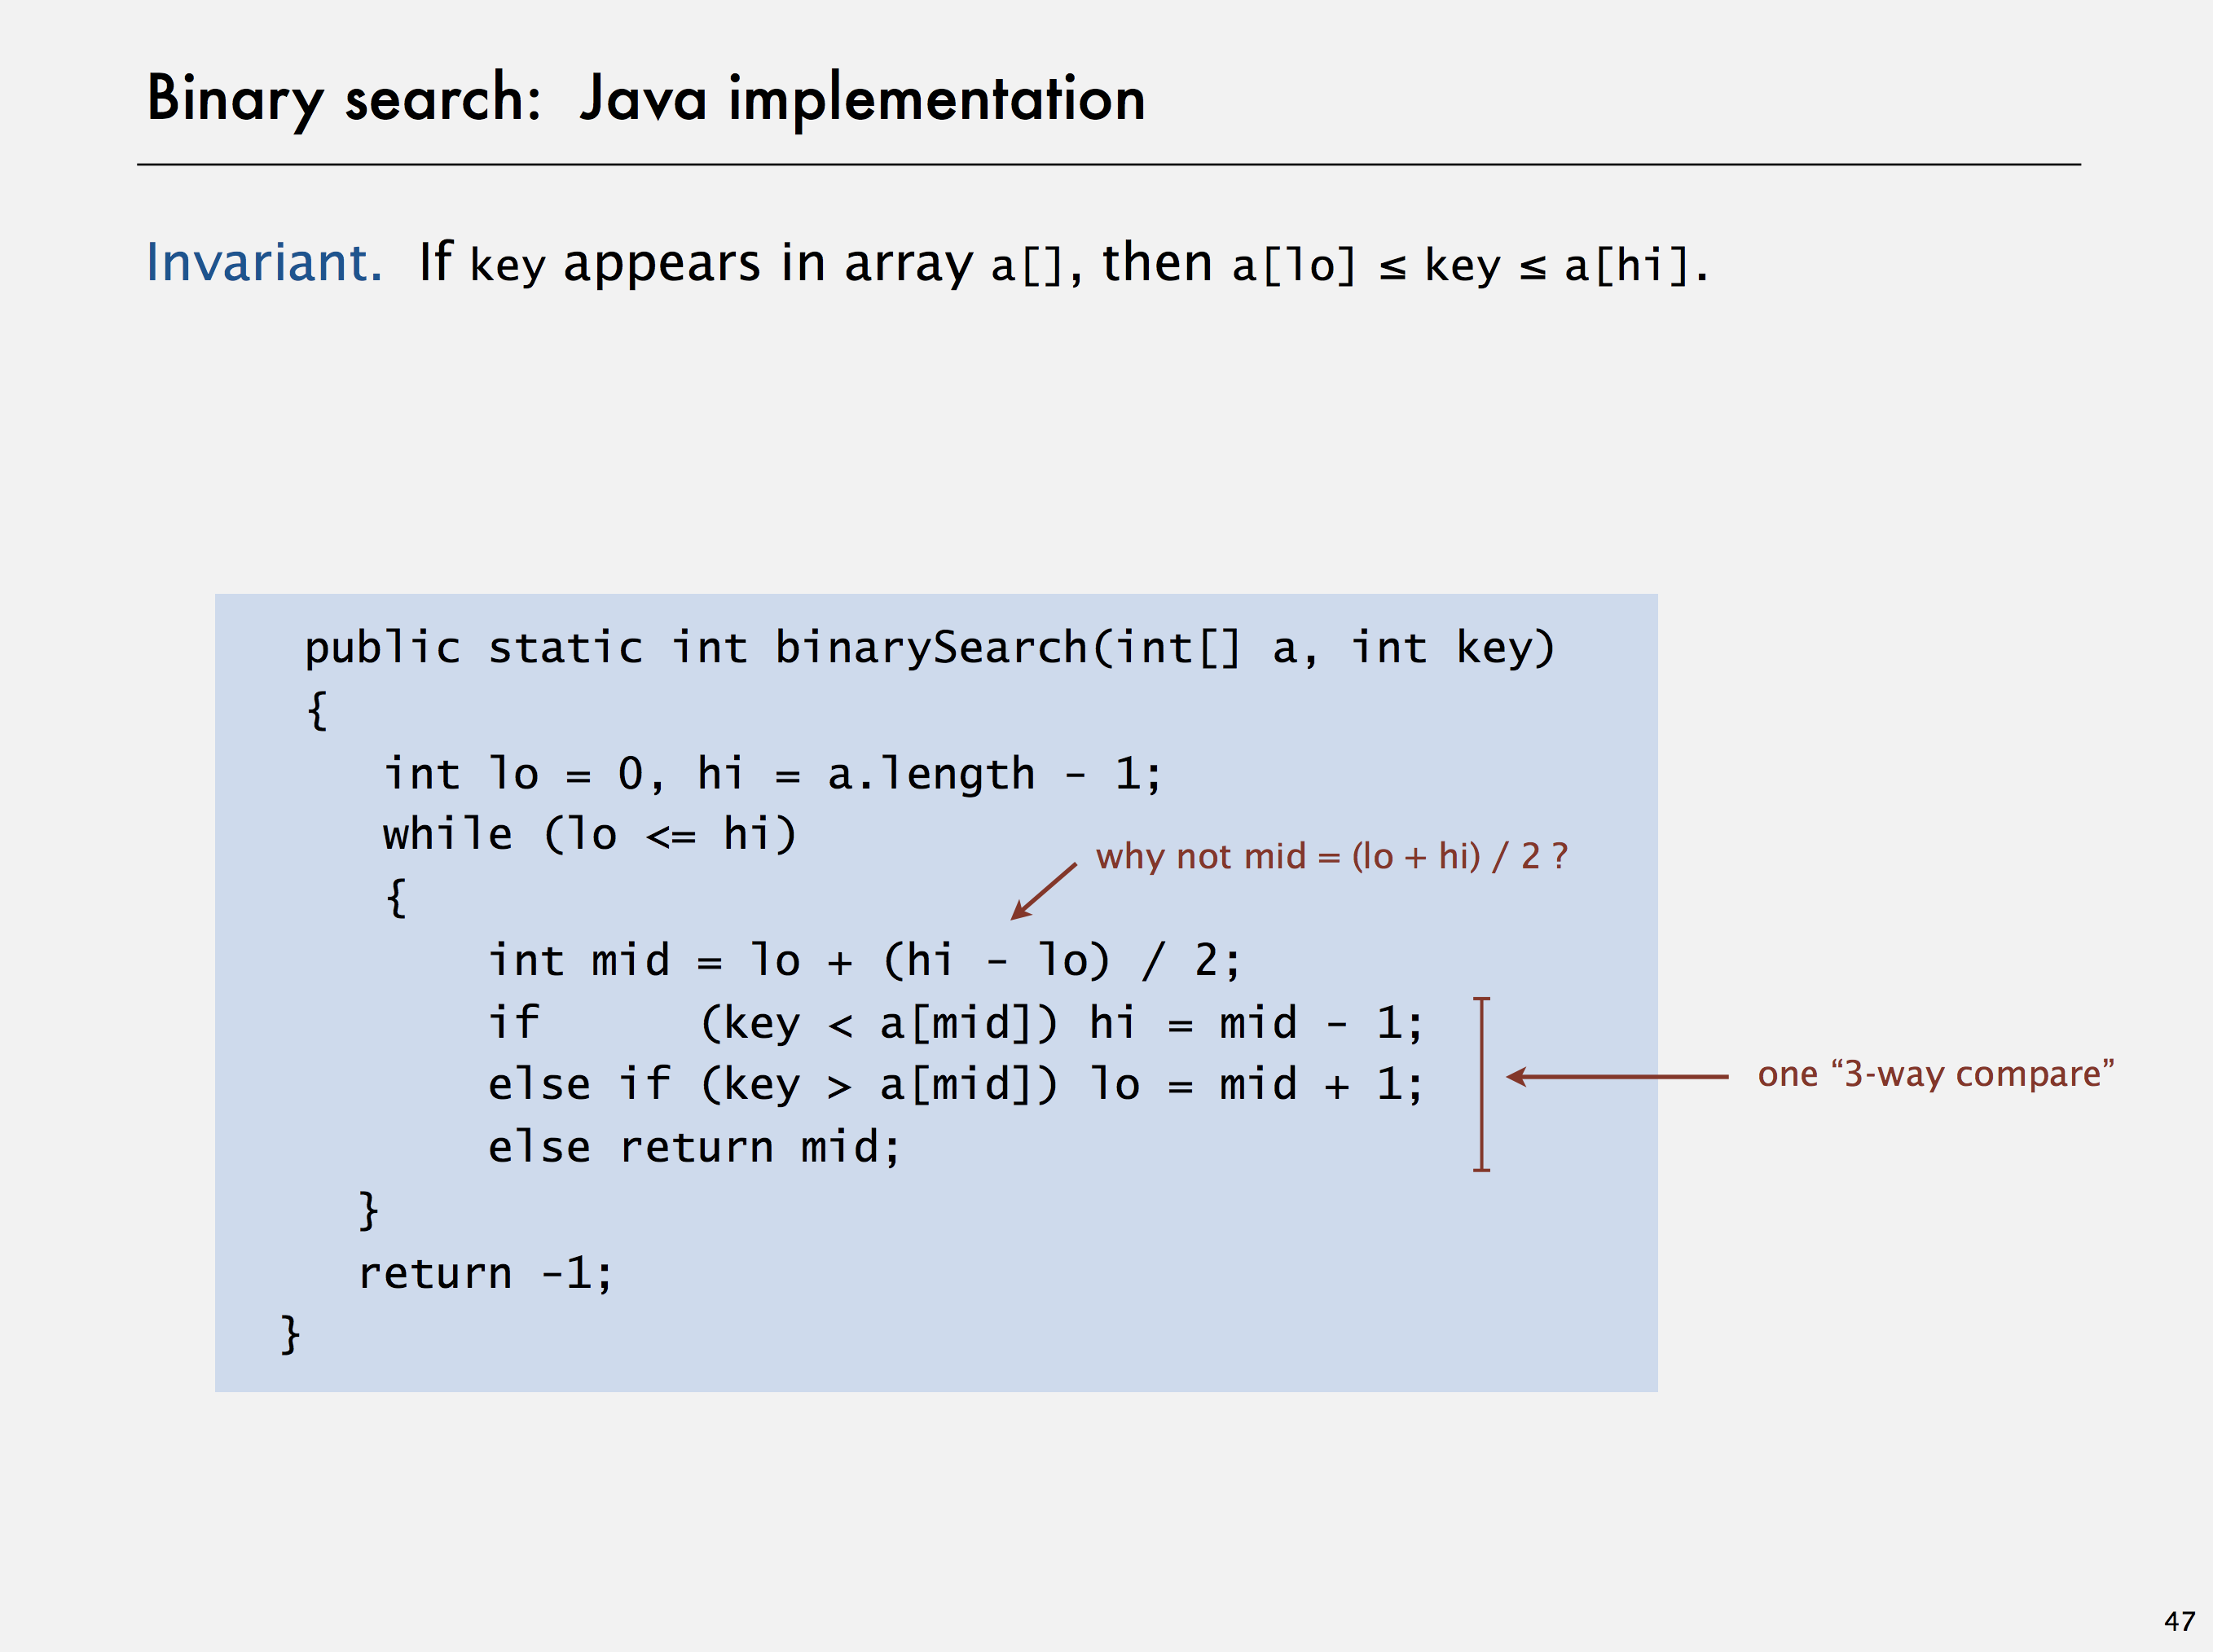 Binary search:  Java implementation
Invariant.  If key appears in array a[], then a[lo] ≤ key ≤ a[hi].
public static int binarySearch(int[] a, int key)
{
int lo = 0, hi = a.length - 1;
while (lo <= hi)
why not mid = (lo + hi) / 2 ?
{
int mid = lo + (hi - lo) / 2;
if      (key < a[mid]) hi = mid - 1;
else if (key > a[mid]) lo = mid + 1;
one “3-way compare”
else return mid;
}
return -1;
}
47